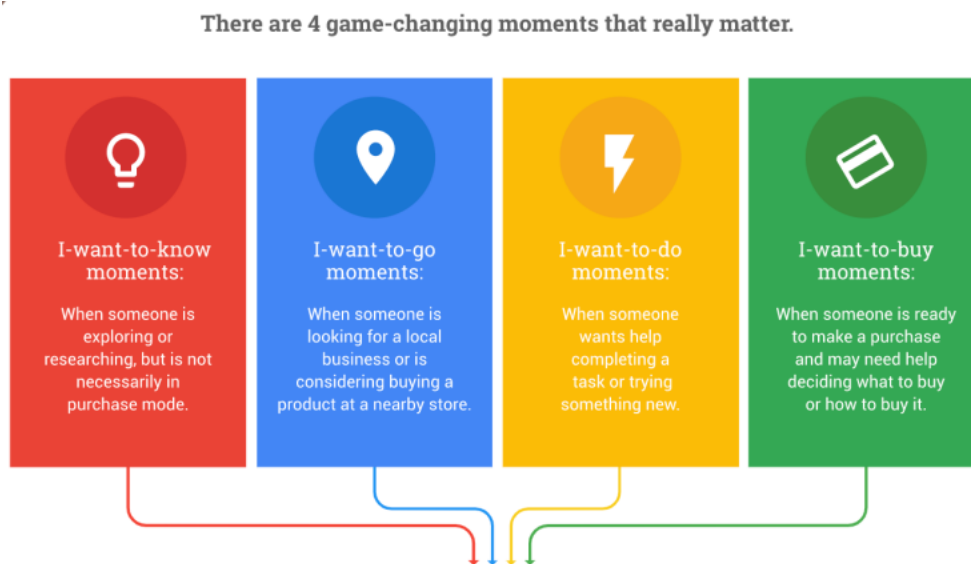 There are 4 game-changing moments that really matter.
I-want-to-know
moments:
When someone is
exploring or
researching, but is not
necessarily in
purchase mode.
I-want-to-go
moments:
When someone is
looking for a local
business or is
considering buying a
product at a nearby store.
I-want-to-do
moments:
When someone
wants help
completing a
task or trying
something new.
I-want-to-buy
moments:
When someone is ready
to make a purchase
and may need help
deciding what to buy
or how to buy it.